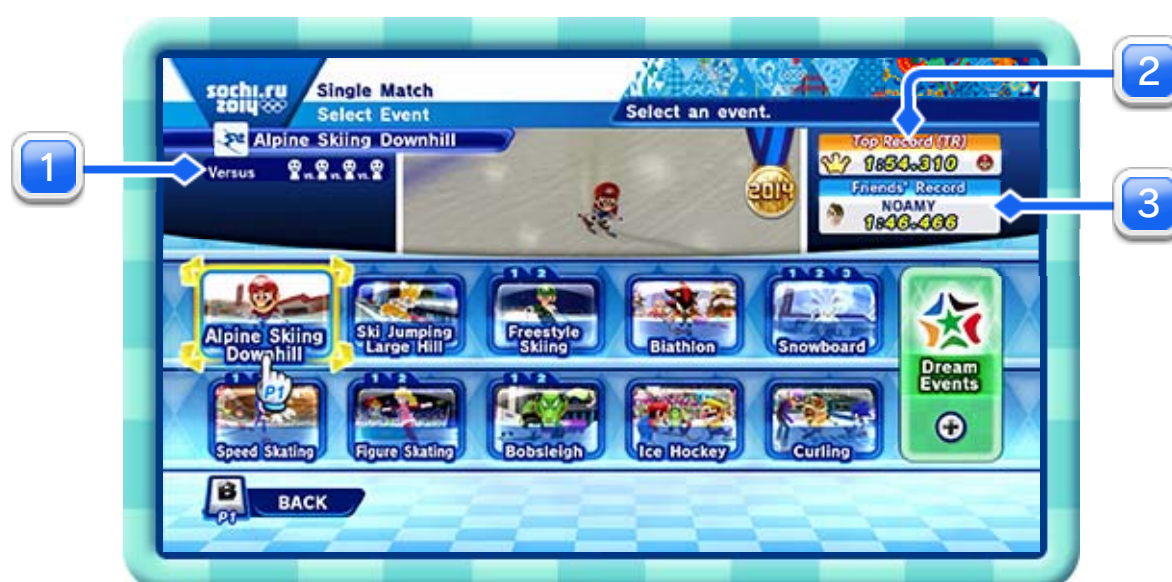 2
sochi.ru
2014
Single Match
Select Event
Select an event.
1
Alpine Skiing Downhill
Versus
vs. vs. vs.
2014
Top Record (TR)
1:54.310
Friends' Record
NOAMY
1:46.466
3
Alpine Skiing
Downhill
Ski Jumping
Large Hill
1 2
Freestyle
Skiing
Biathlon
1 2 3
Snowboard
Dream
Events
P1
1
Speed Skating
1 2
Figure Skating
1 2
Bobsleigh
Ice Hockey
Curling
B
P1
BACK